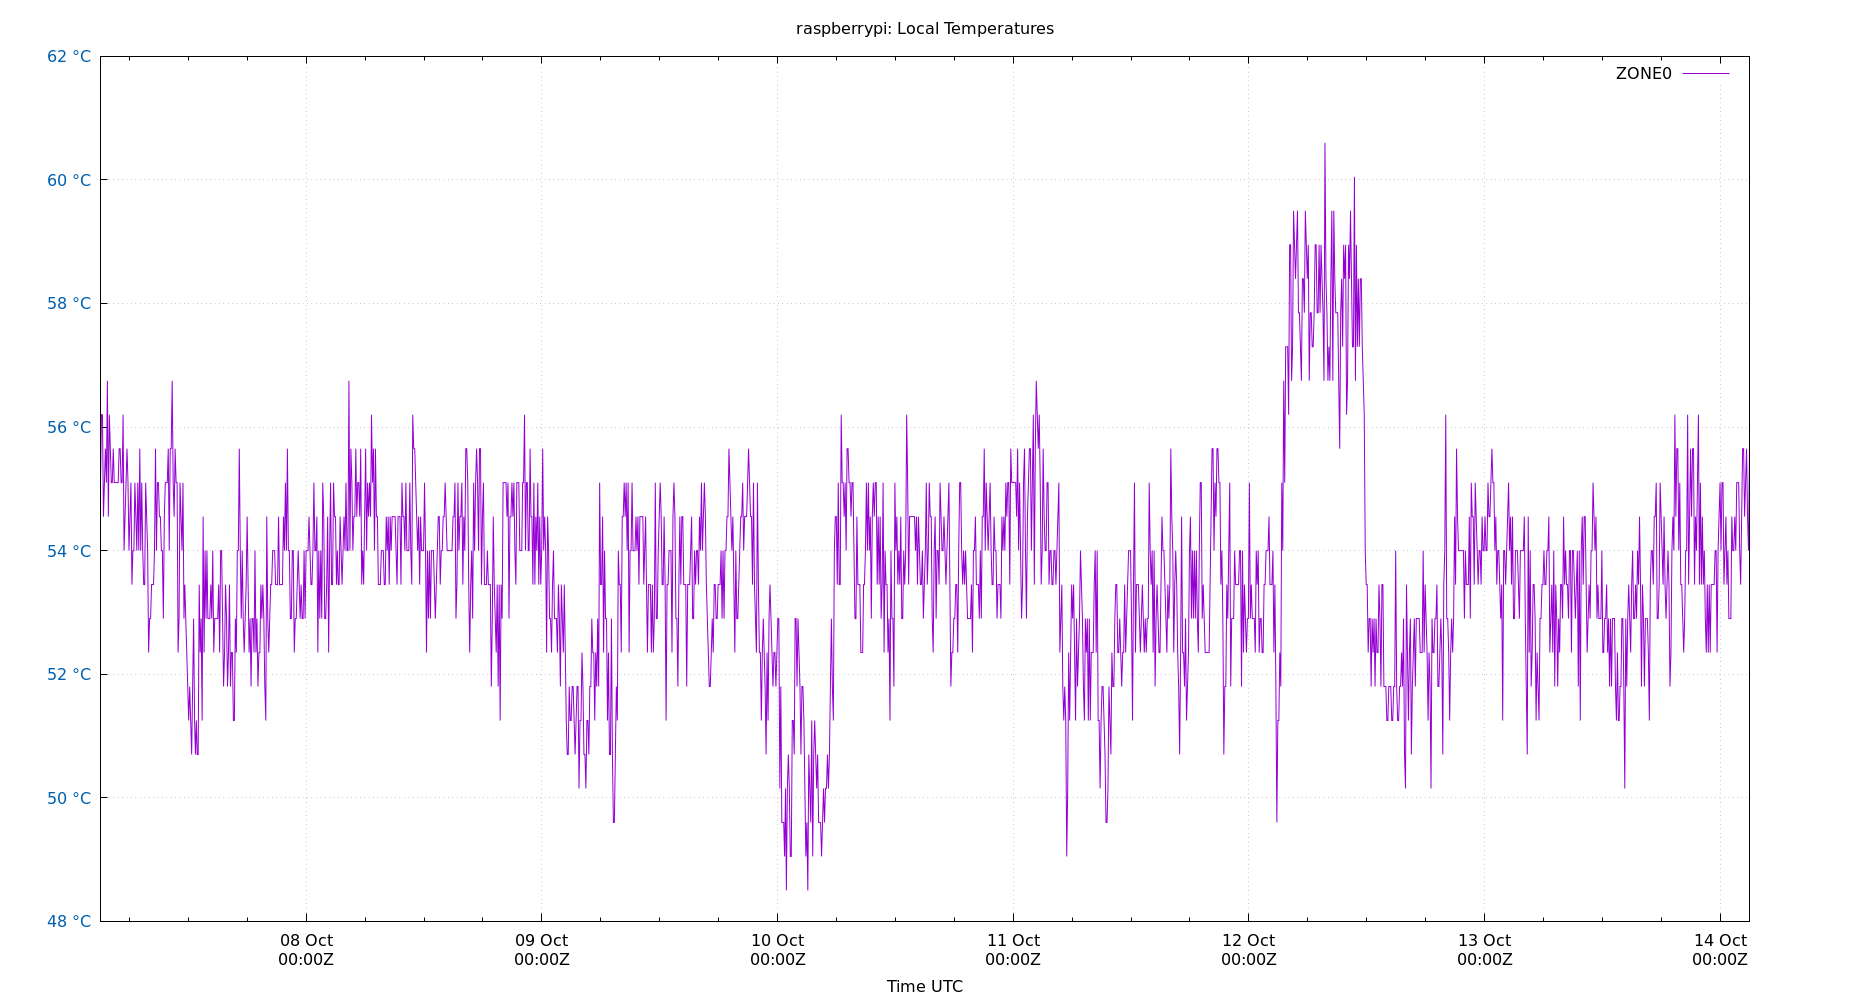 raspberrypi: Local Temperatures
62 °C
ZONE0
60 °C
58 °C
56 °C
54 °C
52 °C
50 °C
48 °C
08 Oct 09 Oct 10 Oct 11 Oct 12 Oct 13 Oct 14 Oct
00:00Z 00:00Z 00:00Z 00:00Z 00:00Z 00:00Z 00:00Z
Time UTC